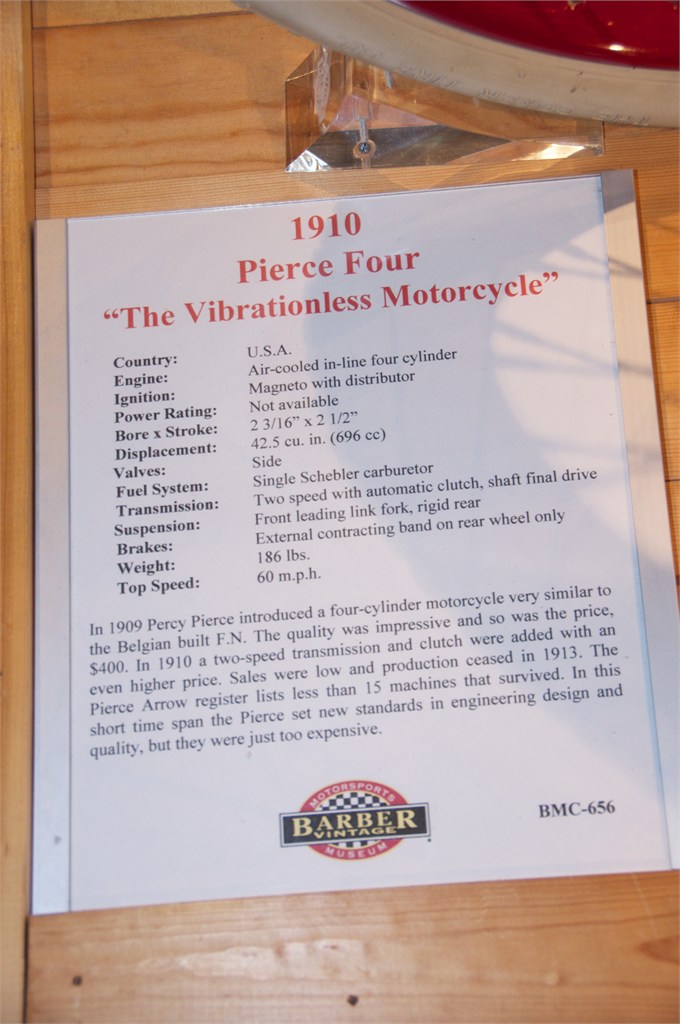 1910
Pierce Four
“The Vibrationless Motorcycle”
Country: U.S.A.
Engine: Air-cooled in-line four cylinder
Ignition: Magneto with distributor
Power Rating: Not available
Bore x Stroke: 2 3/16” x 2 1/2”
Displacement: 42.5 cu. in. (696 cc)
Valves: Side
Fuel System: Single Schebler carburetor
Transmission: Two speed with automatic clutch, shaft final drive
Suspension: Front leading link fork, rigid rear
Brakes: External contracting band on rear wheel only
Weight: 186 lbs.
Top Speed: 60 m.p.h.
In 1909 Percy Pierce introduced a four-cylinder motorcycle very similar to
the Belgian built F.N. The quality was impressive and so was the price,
$400. In 1910 a two-speed transmission and clutch were added with an
even higher price. Sales were low and production ceased in 1913. The
Pierce Arrow register lists less than 15 machines that survived. In this
short time span the Pierce set new standards in engineering design and
quality, but they were just too expensive.
MOTORSPORTS
BARBER
VINTAGE
MUSEUM
BMC-656